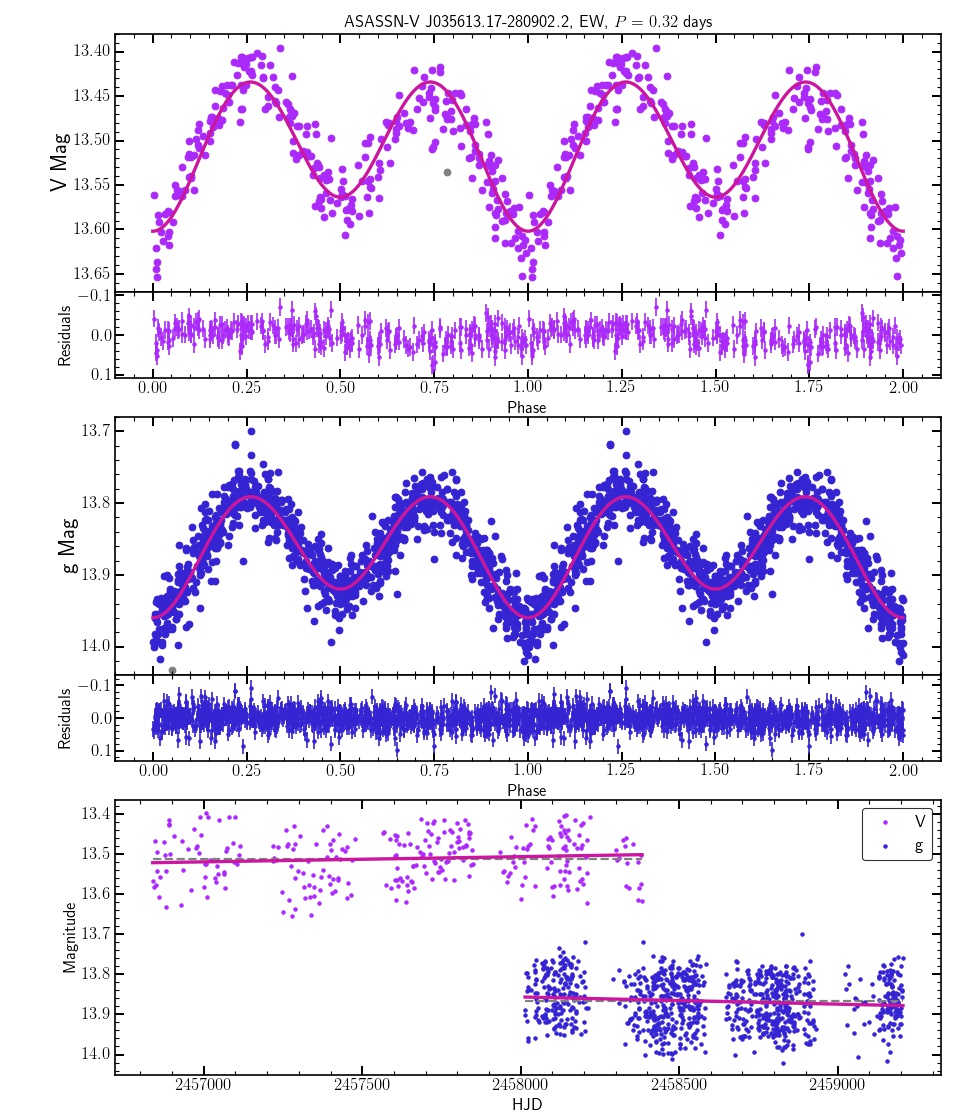 ASASSN-V J035613.17-280902.2, EW, P = 0.32 days
13.40
13.45
13.50
13.55
13.60
13.65
V Mag
−0.1
0.0
0.1
Residuals
0.00 0.25 0.50 0.75 1.00 1.25 1.50 1.75 2.00
Phase
13.7
13.8
13.9
14.0
g Mag
−0.1
0.0
0.1
Residuals
0.00 0.25 0.50 0.75 1.00 1.25 1.50 1.75 2.00
Phase
13.4
13.5
13.6
13.7
13.8
13.9
14.0
Magnitude
V
g
2457000 2457500 2458000 2458500 2459000
HJD